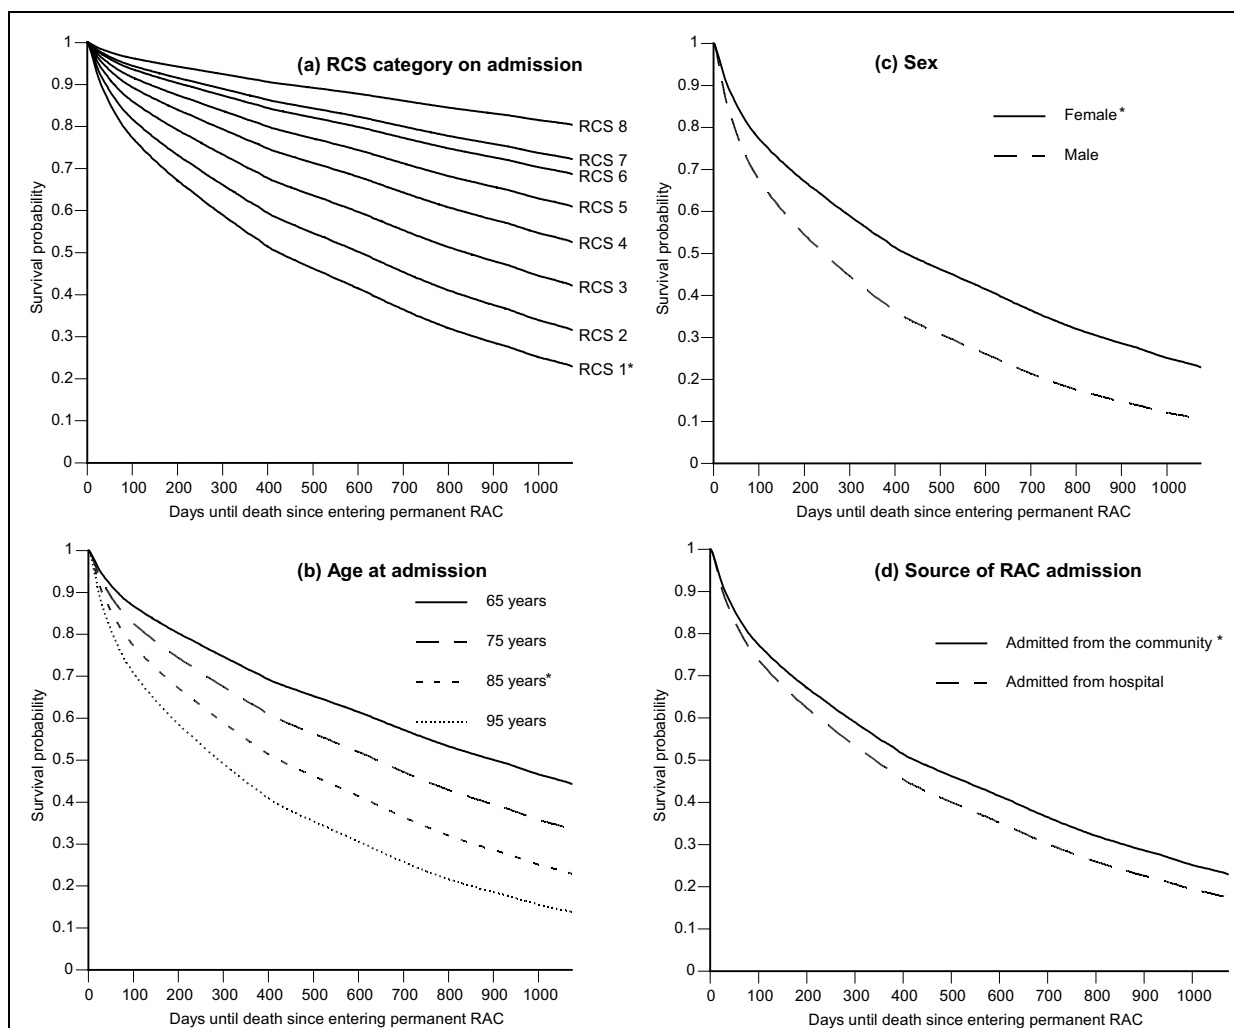 (a) RCS category on admission
Survival probability
1
0.9
0.8
0.7
0.6
0.5
0.4
0.3
0.2
0.1
0
RCS 8
RCS 7
RCS 6
RCS 5
RCS 4
RCS 3
RCS 2
RCS 1*
0 100 200 300 400 500 600 700 800 900 1000
Days until death since entering permanent RAC
(c) Sex
Survival probability
1
0.9
0.8
0.7
0.6
0.5
0.4
0.3
0.2
0.1
0
Female*
Male
0 100 200 300 400 500 600 700 800 900 1000
Days until death since entering permanent RAC
(b) Age at admission
Survival probability
1
0.9
0.8
0.7
0.6
0.5
0.4
0.3
0.2
0.1
0
65 years
75 years
85 years*
95 years
0 100 200 300 400 500 600 700 800 900 1000
Days until death since entering permanent RAC
(d) Source of RAC admission
Survival probability
1
0.9
0.8
0.7
0.6
0.5
0.4
0.3
0.2
0.1
0
Admitted from the community *
Admitted from hospital
0 100 200 300 400 500 600 700 800 900 1000
Days until death since entering permanent RAC